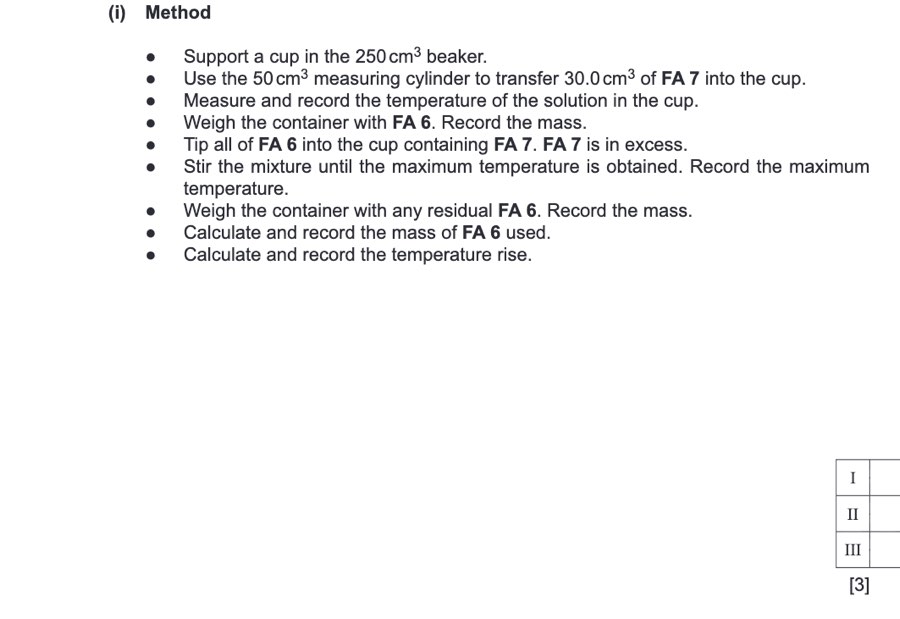 (i) Method
• Support a cup in the 250 cm³ beaker.
• Use the 50 cm³ measuring cylinder to transfer 30.0 cm³ of FA 7 into the cup.
• Measure and record the temperature of the solution in the cup.
• Weigh the container with FA 6. Record the mass.
• Tip all of FA 6 into the cup containing FA 7. FA 7 is in excess.
• Stir the mixture until the maximum temperature is obtained. Record the maximum
temperature.
• Weigh the container with any residual FA 6. Record the mass.
• Calculate and record the mass of FA 6 used.
• Calculate and record the temperature rise.
I
II
III
[3]